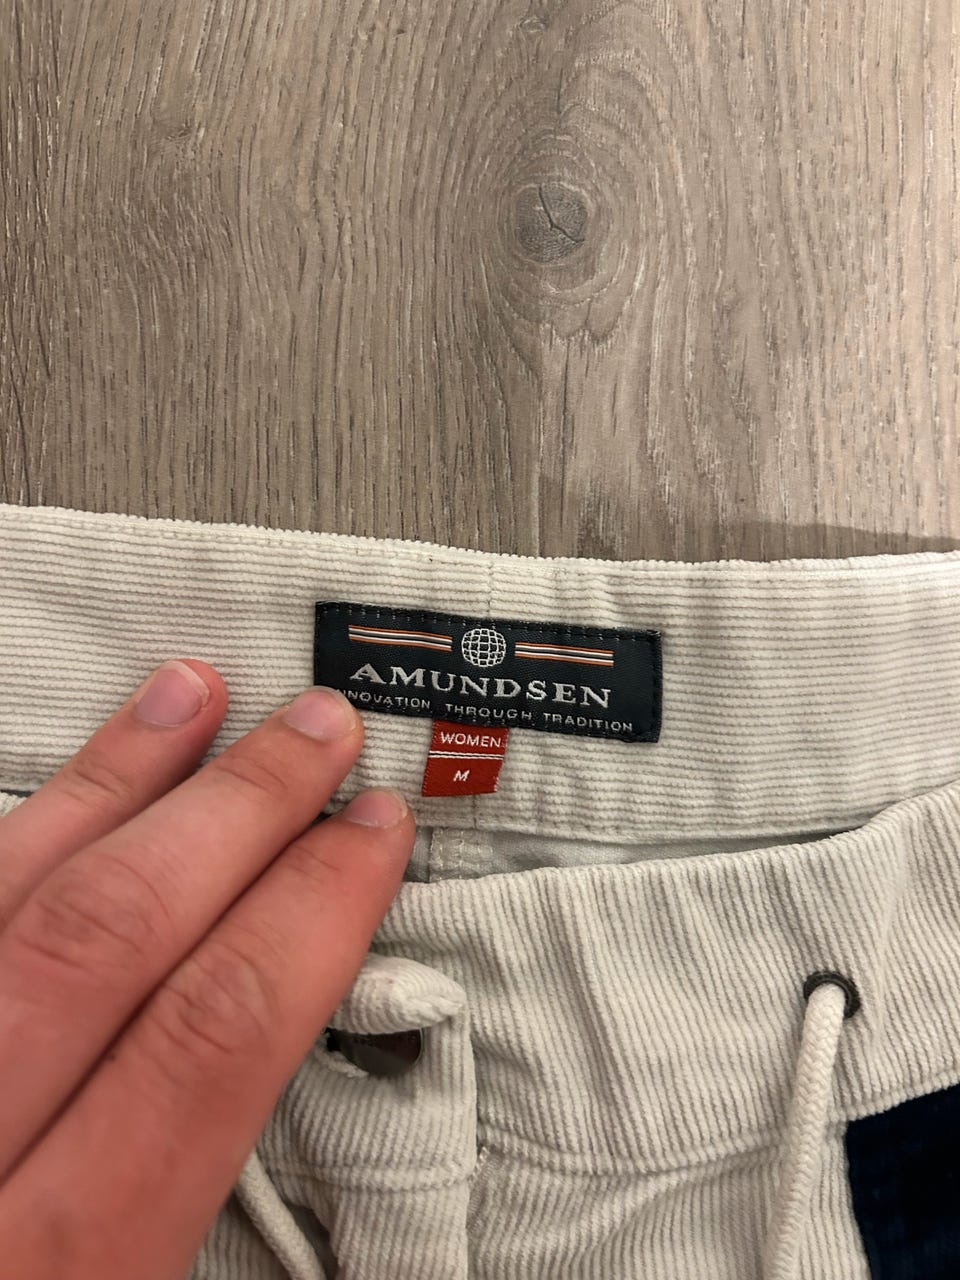 AMUNDSEN
INNOVATION THROUGH TRADITION
WOMEN
M